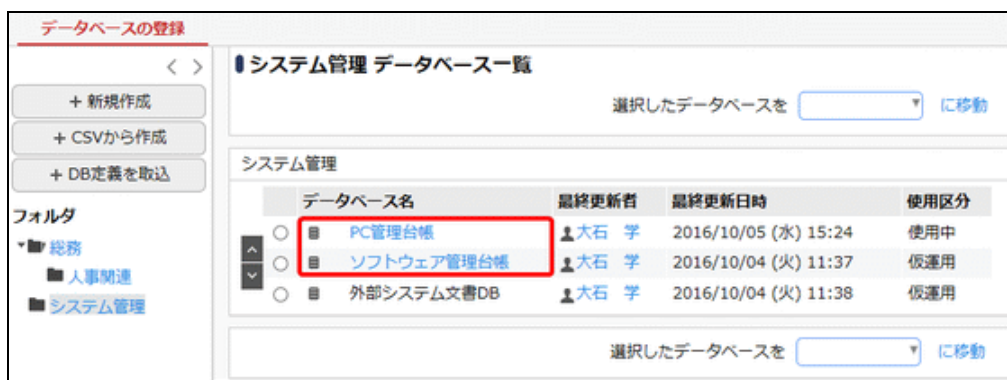 データベースの登録
< >
+ 新規作成
+ CSVから作成
+ DB定義を取込
フォルダ
総務
人事関連
システム管理
システム管理 データベース一覧
選択したデータベースを に移動
システム管理
データベース名 最終更新者 最終更新日時 使用区分
PC管理台帳 大石 学 2016/10/05 (水) 15:24 使用中
ソフトウェア管理台帳 大石 学 2016/10/04 (火) 11:37 仮運用
外部システム文書DB 大石 学 2016/10/04 (火) 11:38 仮運用
選択したデータベースを に移動